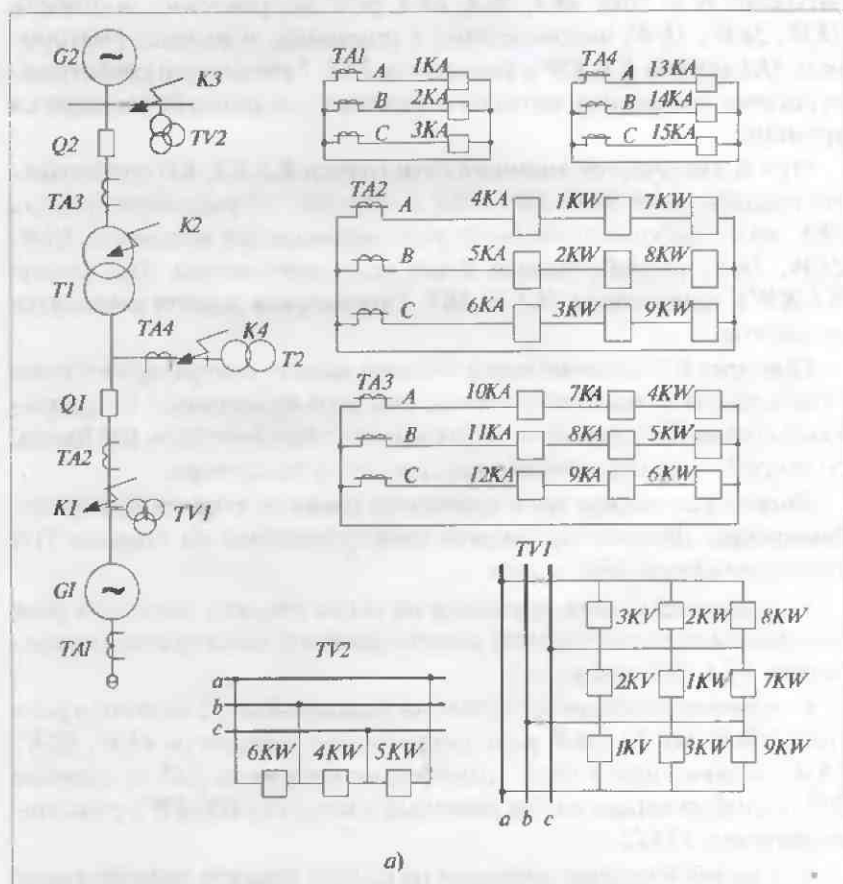 G2
K3
TV2
Q2
TA3
K2
T1
TA4
K4
T2
Q1
TA2
K1
TV1
G1
TA1
TA1 1KA
B 2KA
C 3KA
TA4 A 13KA
B 14KA
C 15KA
TA2 A 4KA 1KW 7KW
B 5KA 2KW 8KW
C 6KA 3KW 9KW
TA3 A 10KA 7KA 4KW
B 11KA 8KA 5KW
C 12KA 9KA 6KW
TV2
a
b
c
6KW 4KW 5KW
TV1
3KV 2KW 8KW
2KV 1KW 7KW
1KV 3KW 9KW
a b c
а)